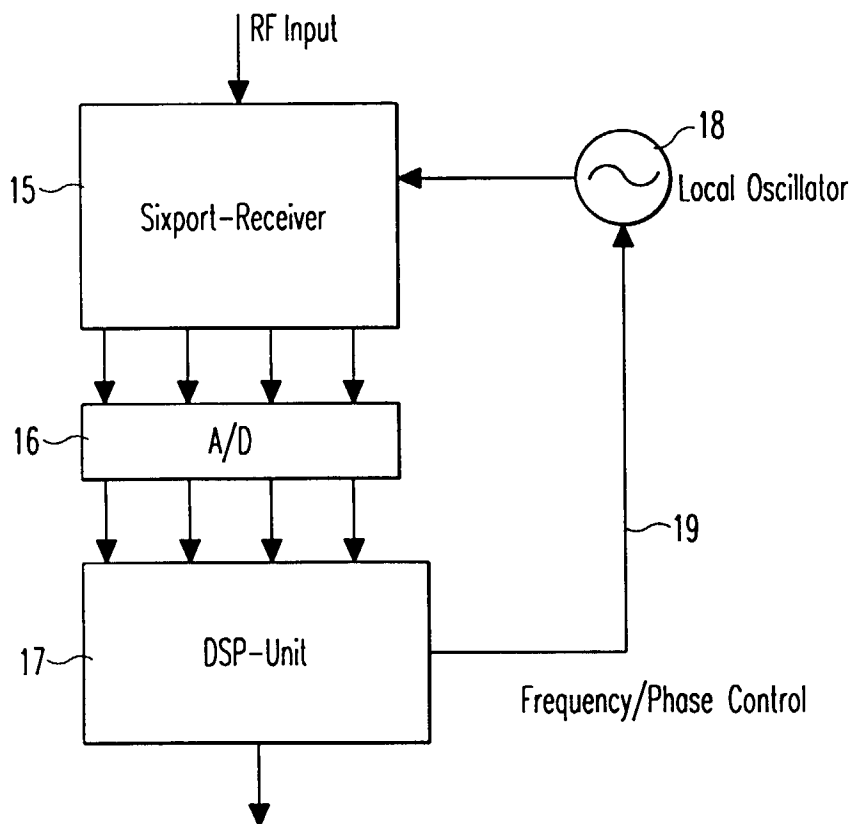 RF Input
18
15
Local Oscillator
Sixport-Receiver
16
A/D
19
17
DSP-Unit
Frequency/Phase Control